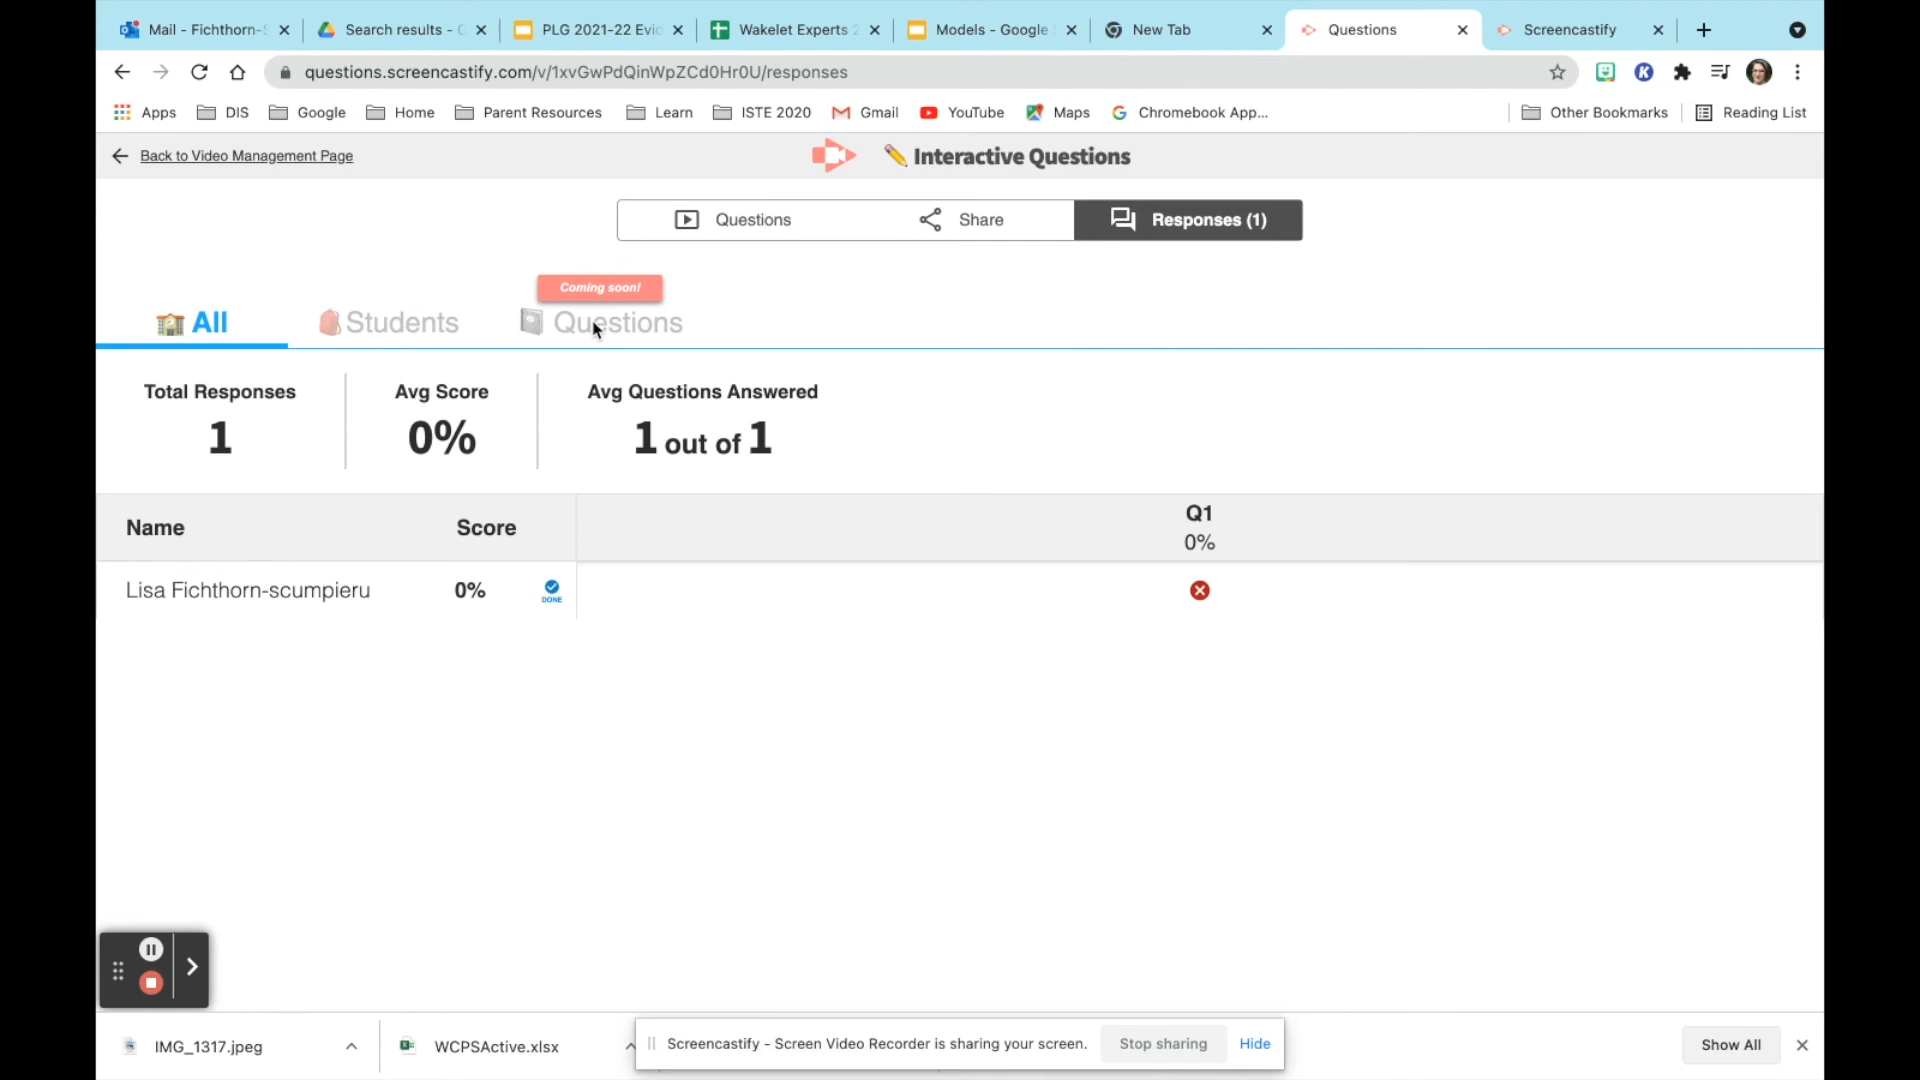 Mail - Fichthorn-S
Search results - G
PLG 2021-22 Evid
Wakelet Experts 2
Models - Google S
New Tab
Questions
Screencastify
questions.screencastify.com/v/1xvGwPdQinWpZCd0Hr0U/responses
Apps
DIS
Google
Home
Parent Resources
Learn
ISTE 2020
Gmail
YouTube
Maps
Chromebook App...
Other Bookmarks
Reading List
Back to Video Management Page
Interactive Questions
Questions
Share
Responses (1)
Coming soon!
All
Students
Questions
Total Responses
Avg Score
Avg Questions Answered
1
0%
1 out of 1
Name
Score
Q1
0%
Lisa Fichthorn-scumpieru
0%
DONE
IMG_1317.jpeg
WCPSActive.xlsx
Screencastify - Screen Video Recorder is sharing your screen.
Stop sharing
Hide
Show All